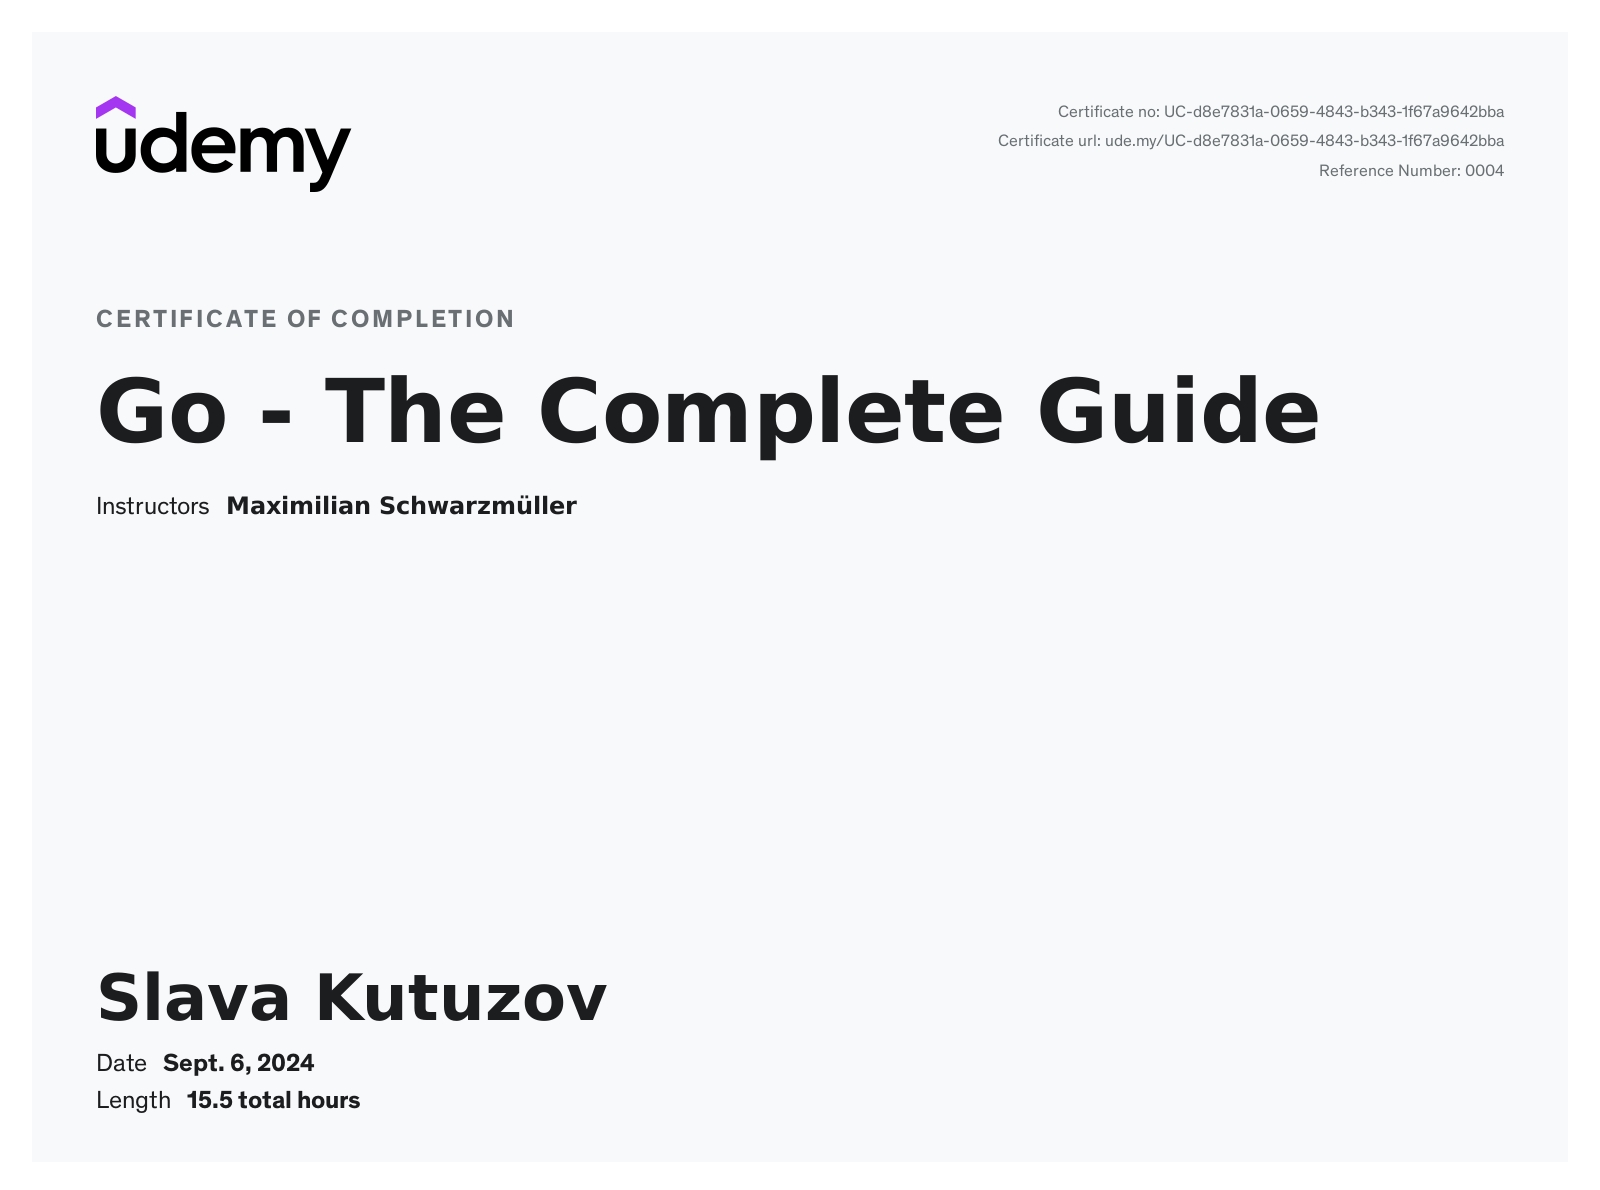 udemy
Certificate no: UC-d8e7831a-0659-4843-b343-1f67a9642bba
Certificate url: ude.my/UC-d8e7831a-0659-4843-b343-1f67a9642bba
Reference Number: 0004
CERTIFICATE OF COMPLETION
Go - The Complete Guide
Instructors Maximilian Schwarzmüller
Slava Kutuzov
Date Sept. 6, 2024
Length 15.5 total hours